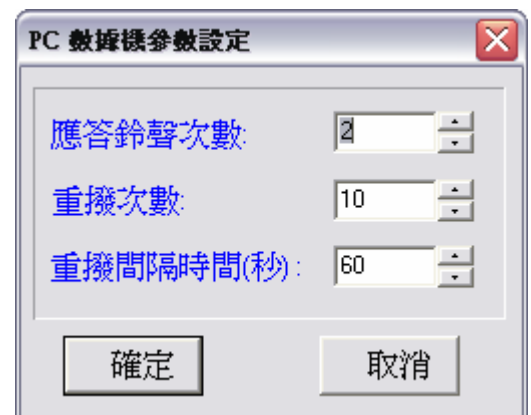 PC 數據機參數設定
應答鈴聲次數: 2
重撥次數: 10
重撥間隔時間(秒) : 60
確定 取消